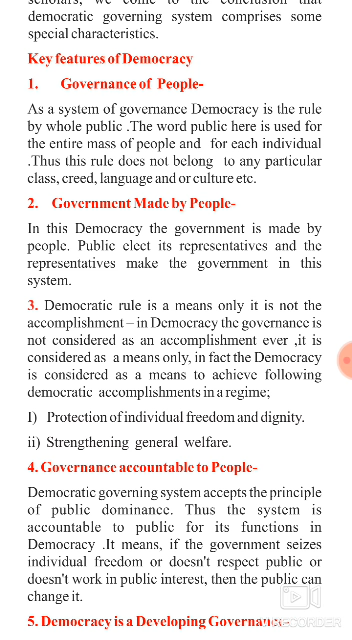 scholars, we come to the conclusion that
democratic governing system comprises some
special characteristics.
Key features of Democracy
1. Governance of People-
As a system of governance Democracy is the rule
by whole public .The word public here is used for
the entire mass of people and for each individual
.Thus this rule does not belong to any particular
class, creed, language and or culture etc.
2. Government Made by People-
In this Democracy the government is made by
people. Public elect its representatives and the
representatives make the government in this
system.
3. Democratic rule is a means only it is not the
accomplishment – in Democracy the governance is
not considered as an accomplishment ever ,it is
considered as a means only, in fact the Democracy
is considered as a means to achieve following
democratic accomplishments in a regime;
I) Protection of individual freedom and dignity.
ii) Strengthening general welfare.
4. Governance accountable to People-
Democratic governing system accepts the principle
of public dominance. Thus the system is
accountable to public for its functions in
Democracy .It means, if the government seizes
individual freedom or doesn't respect public or
doesn't work in public interest, then the public can
change it.
5. Democracy is a Developing Governance-
RECORDER